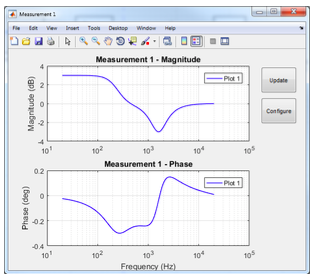 Measurement 1
File Edit View Insert Tools Desktop Window Help
Measurement 1 - Magnitude
Magnitude (dB)
4
2
0
-2
-4
Plot 1
10^1 10^2 10^3 10^4 10^5
Update
Configure
Measurement 1 - Phase
Phase (deg)
0.2
0
-0.2
-0.4
Plot 1
10^1 10^2 10^3 10^4 10^5
Frequency (Hz)